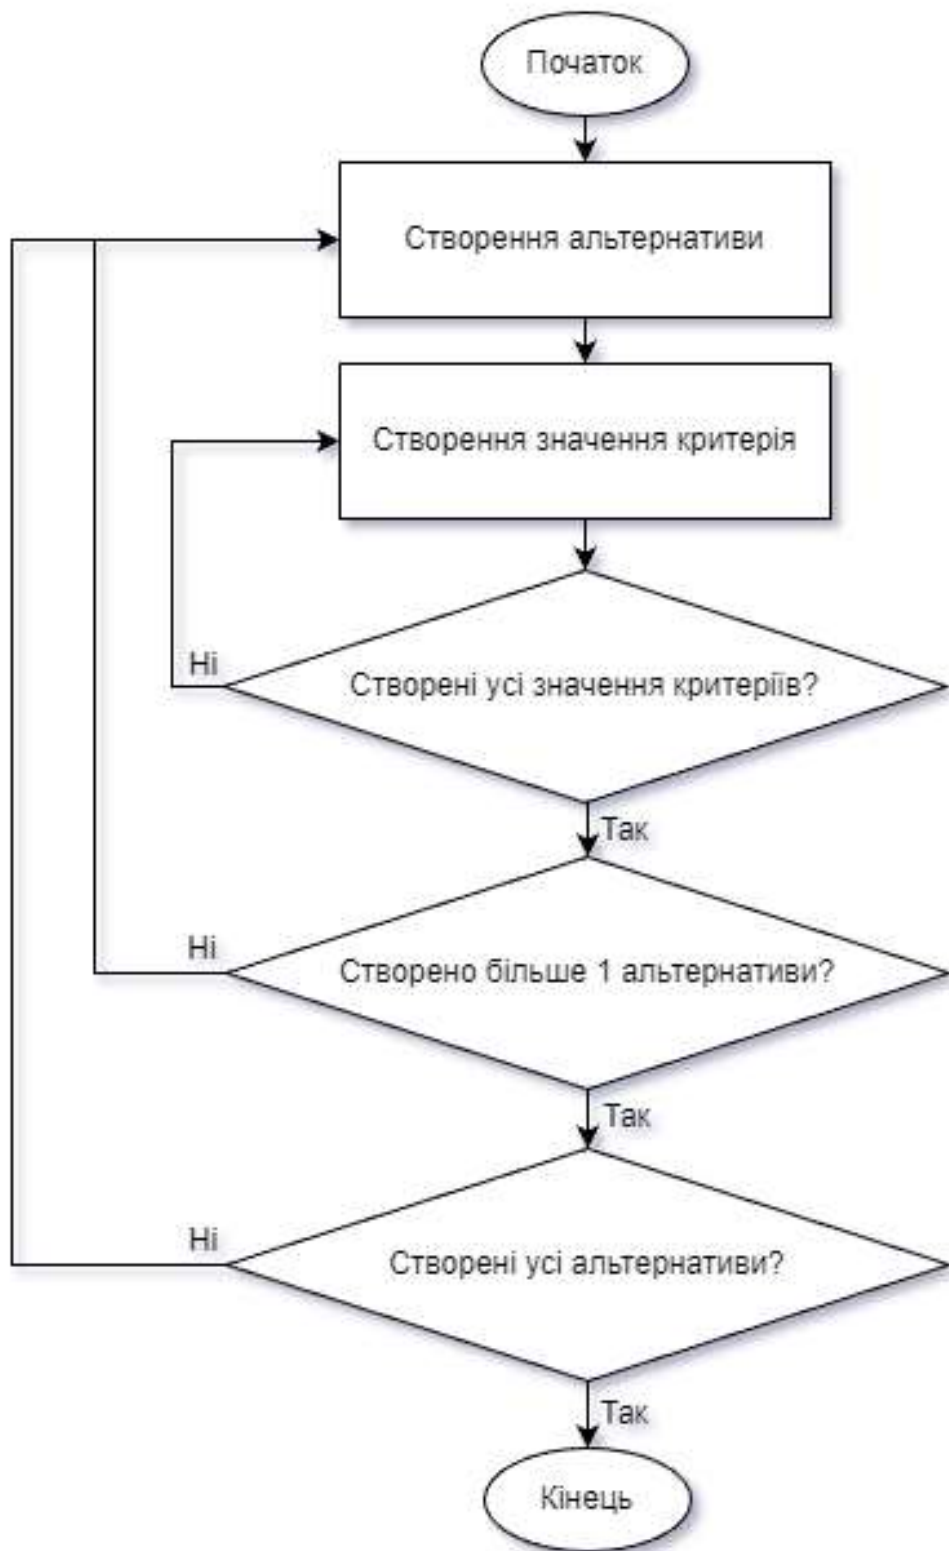 Початок
Створення альтернативи
Створення значення критерія
Ні
Створені усі значення критеріїв?
Так
Ні
Створено більше 1 альтернативи?
Так
Ні
Створені усі альтернативи?
Так
Кінець